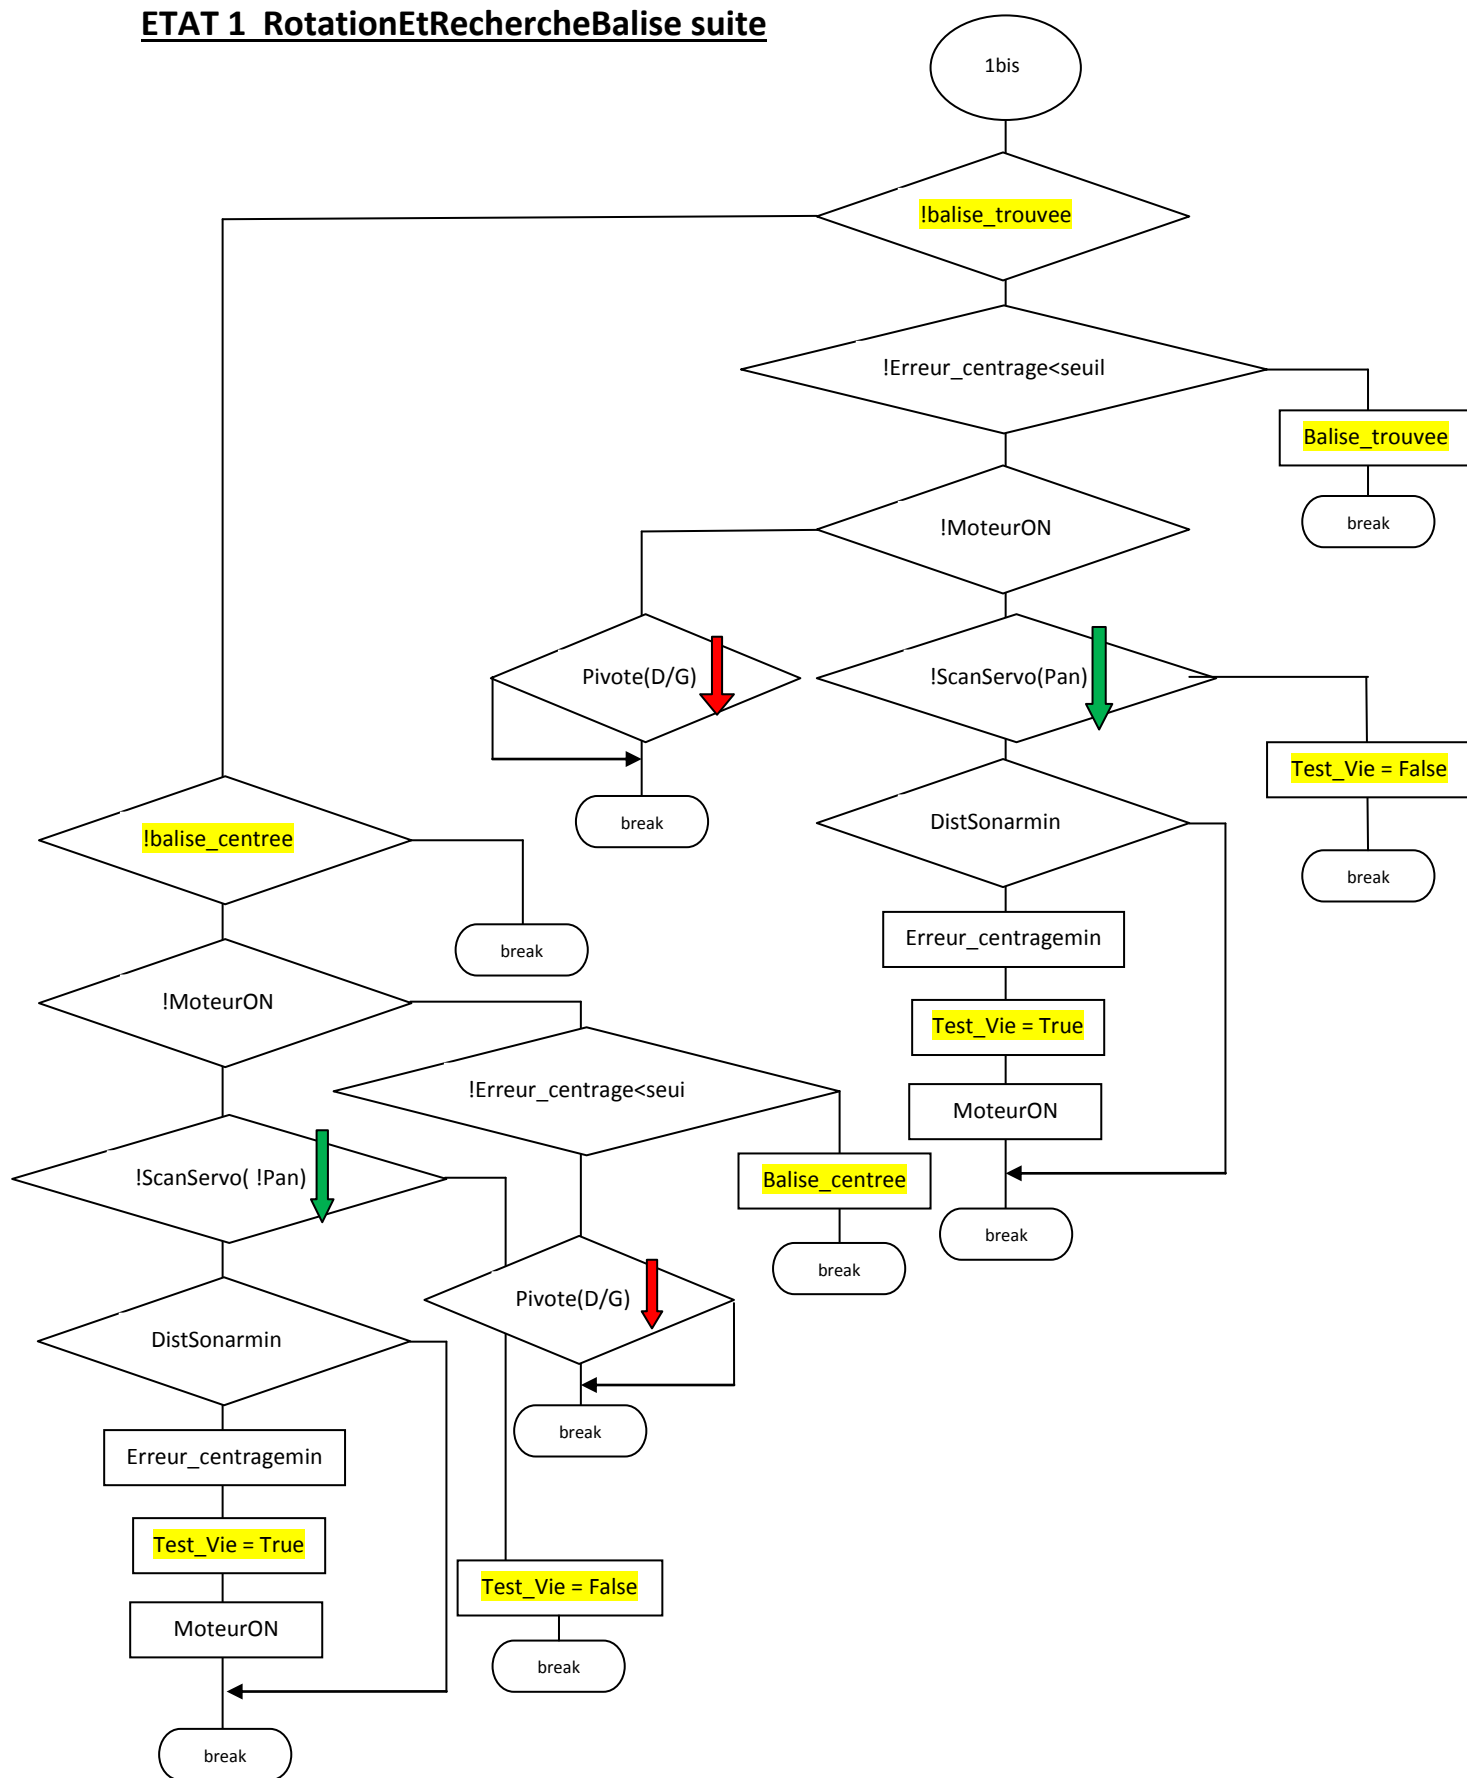 ETAT 1  RotationEtRechercheBalise suite
1bis
!balise_trouvee
!Erreur_centrage<seuil
Balise_trouvee
break
!MoteurON
Pivote(D/G)
!ScanServo(Pan)
break
Test_Vie = False
break
DistSonarmin
!balise_centree
break
Erreur_centragemin
!MoteurON
Test_Vie = True
!Erreur_centrage<seui
MoteurON
!ScanServo( !Pan)
Balise_centree
break
break
Pivote(D/G)
DistSonarmin
break
Erreur_centragemin
Test_Vie = True
Test_Vie = False
MoteurON
break
break